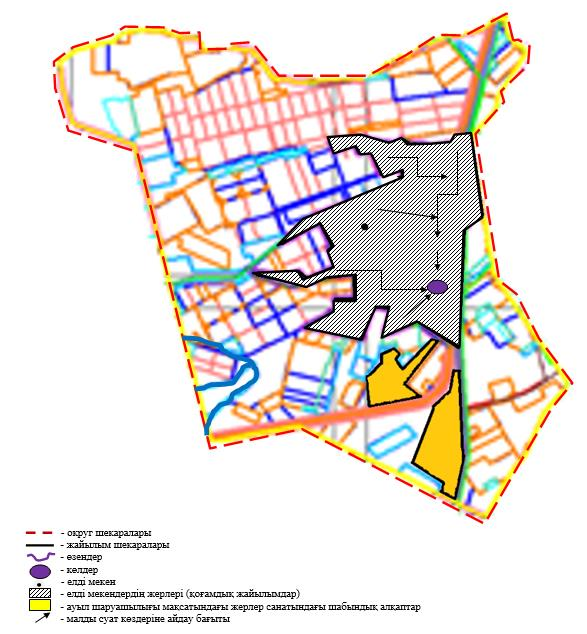 - округ шекаралары
- жайылым шекаралары
- өзендер
- көлдер
- елді мекен
- елді мекендердің жерлері (қоғамдық жайылымдар)
- ауыл шаруашылығы мақсатындағы жерлер санатындағы шабындық алқаптар
- малды суат көздеріне айдау бағыты